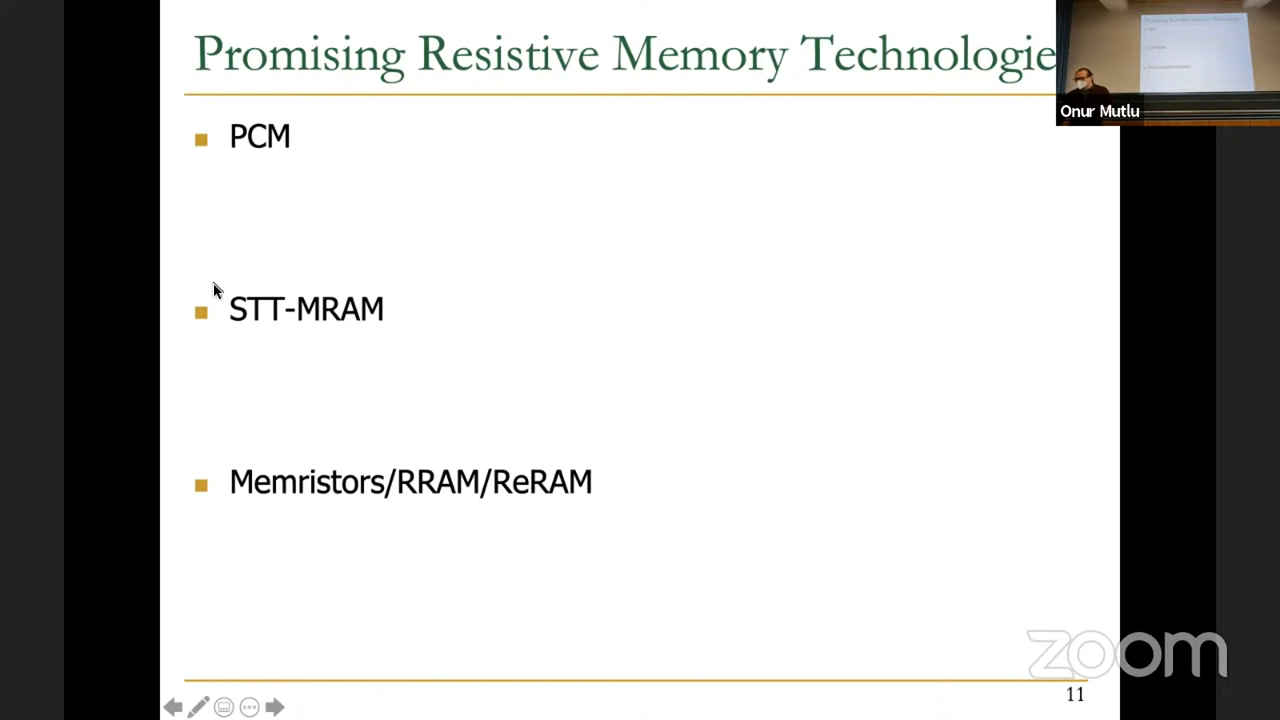 Promising Resistive Memory Technologie
Onur Mutlu
PCM
STT-MRAM
Memristors/RRAM/ReRAM
zoom
11